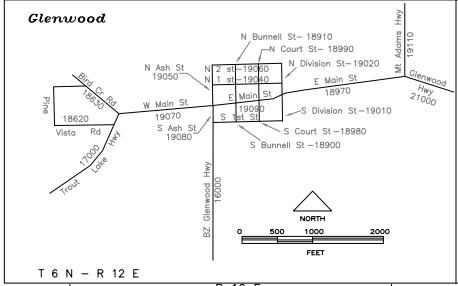 Glenwood
N Bunnell St- 18910
N Court St- 18990
N 2 st-19060
N Division St-19020
N Ash St
19050
N 1 st-19040
Mt Adams Hwy
19110
Bird Cr Rd
18630
E Main St
18970
Glenwood
Hwy
21000
Pine
18620
Vista Rd
W Main St
19070
E Main St
19090
S Division St-19010
S Ash St
19080
S 1st St
S Court St-18980
S Bunnell St-18900
17000
Trout Lake Hwy
BZ Glenwood Hwy
16000
NORTH
0 500 1000 2000
FEET
T 6 N - R 12 E